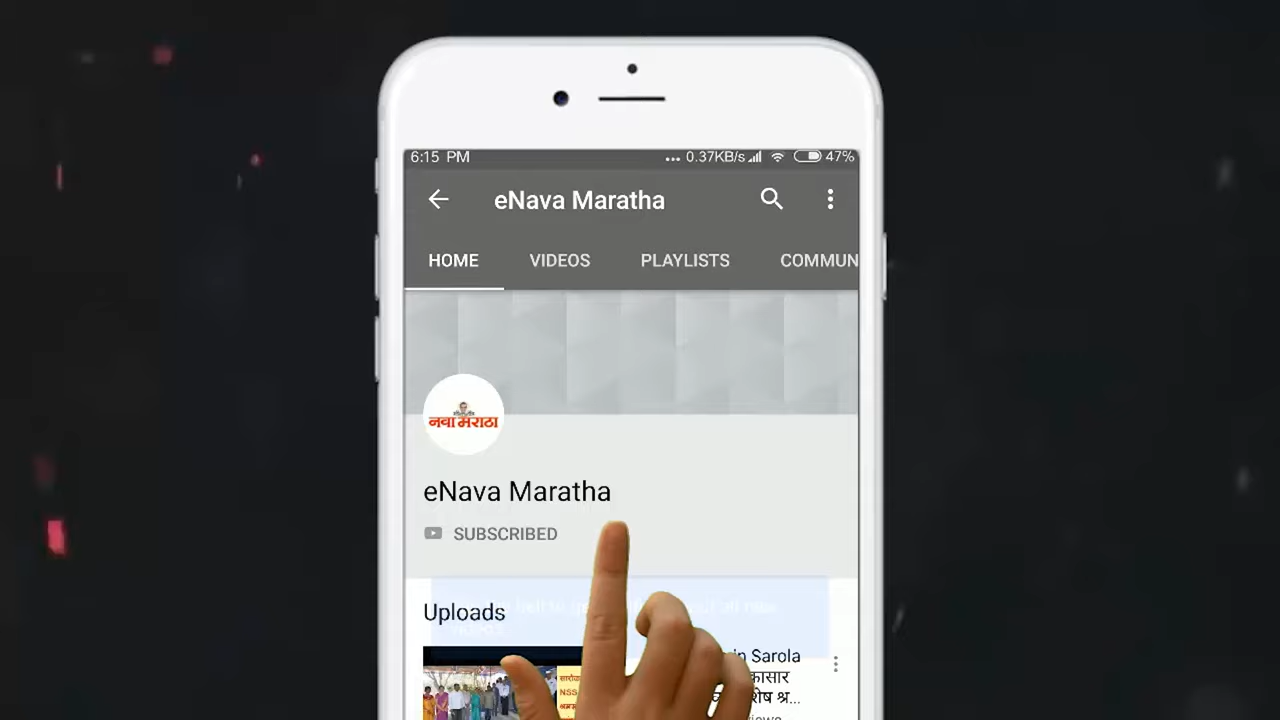 6:15 PM
... 0.37KB/s 47%
eNava Maratha
HOME VIDEOS PLAYLISTS COMMUN
नवा मराठा
eNava Maratha
SUBSCRIBED
Uploads
in Sarola
कासार
शेष श्र...
NSS